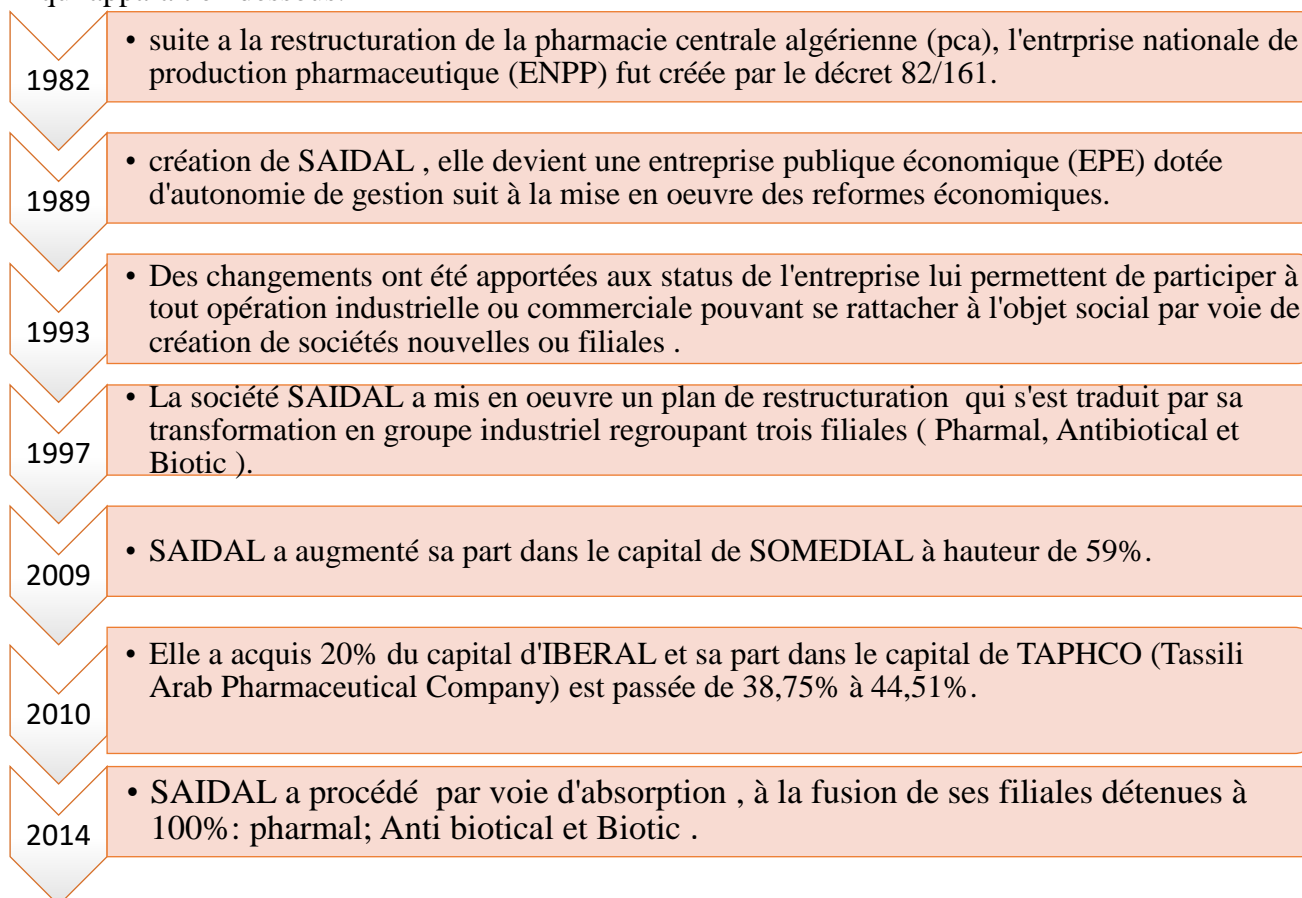 1982
• suite a la restructuration de la pharmacie centrale algérienne (pca), l'entrprise nationale de
production pharmaceutique (ENPP) fut créée par le décret 82/161.
1989
• création de SAIDAL , elle devient une entreprise publique économique (EPE) dotée
d'autonomie de gestion suit à la mise en oeuvre des reformes économiques.
1993
• Des changements ont été apportées aux status de l'entreprise lui permettent de participer à
tout opération industrielle ou commerciale pouvant se rattacher à l'objet social par voie de
création de sociétés nouvelles ou filiales .
1997
• La société SAIDAL a mis en oeuvre un plan de restructuration qui s'est traduit par sa
transformation en groupe industriel regroupant trois filiales ( Pharmal, Antibiotical et
Biotic ).
2009
• SAIDAL a augmenté sa part dans le capital de SOMEDIAL à hauteur de 59%.
2010
• Elle a acquis 20% du capital d'IBERAL et sa part dans le capital de TAPHCO (Tassili
Arab Pharmaceutical Company) est passée de 38,75% à 44,51%.
2014
• SAIDAL a procédé par voie d'absorption , à la fusion de ses filiales détenues à
100%: pharmal; Anti biotical et Biotic .